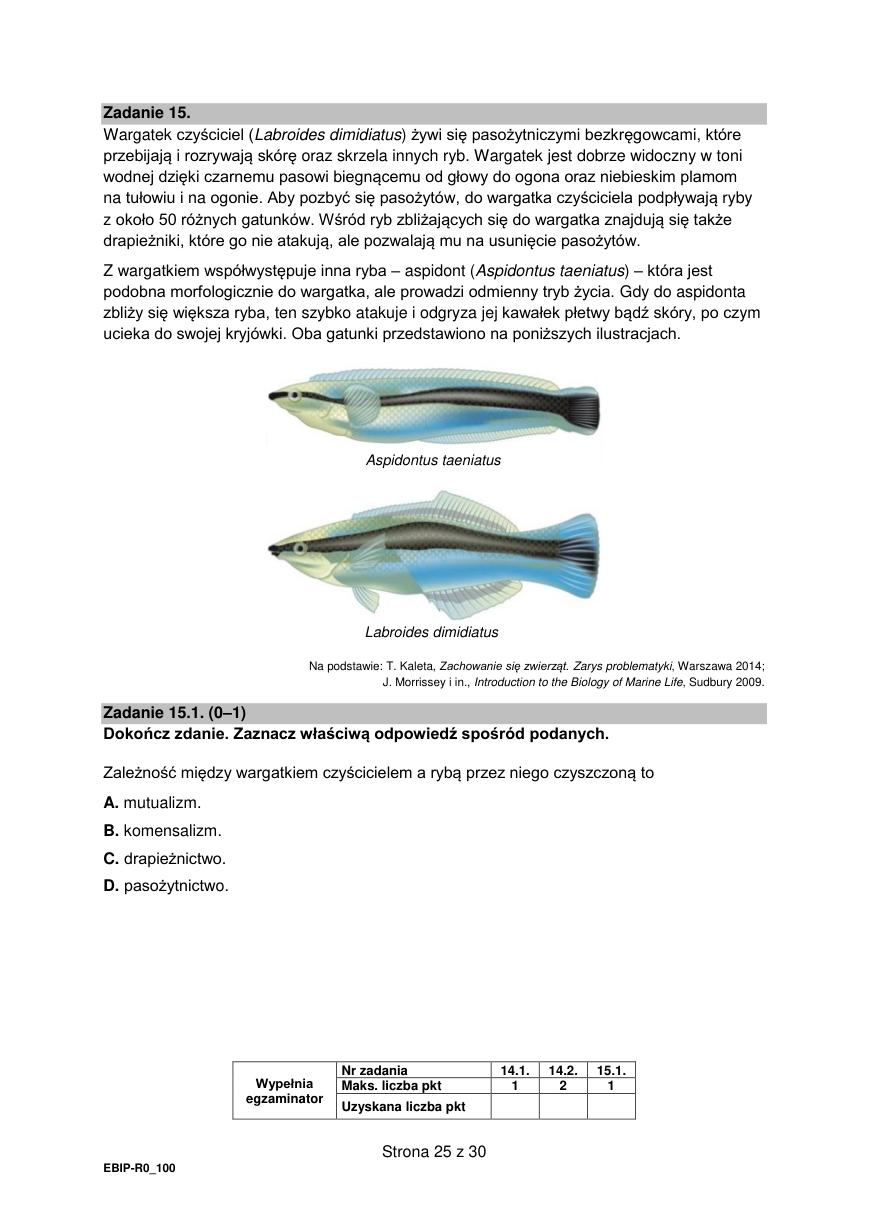 Zadanie 15.
Wargatek czyściciel (Labroides dimidiatus) żywi się pasożytniczymi bezkręgowcami, które
przebijają i rozrywają skórę oraz skrzela innych ryb. Wargatek jest dobrze widoczny w toni
wodnej dzięki czarnemu pasowi biegnącemu od głowy do ogona oraz niebieskim plamom
na tułowiu i na ogonie. Aby pozbyć się pasożytów, do wargatka czyściciela podpływają ryby
z około 50 różnych gatunków. Wśród ryb zbliżających się do wargatka znajdują się także
drapieżniki, które go nie atakują, ale pozwalają mu na usunięcie pasożytów.
Z wargatkiem współwystępuje inna ryba – aspidont (Aspidontus taeniatus) – która jest
podobna morfologicznie do wargatka, ale prowadzi odmienny tryb życia. Gdy do aspidonta
zbliży się większa ryba, ten szybko atakuje i odgryza jej kawałek płetwy bądź skóry, po czym
ucieka do swojej kryjówki. Oba gatunki przedstawiono na poniższych ilustracjach.
Aspidontus taeniatus
Labroides dimidiatus
Na podstawie: T. Kaleta, Zachowanie się zwierząt. Zarys problematyki, Warszawa 2014;
J. Morrissey i in., Introduction to the Biology of Marine Life, Sudbury 2009.
Zadanie 15.1. (0–1)
Dokończ zdanie. Zaznacz właściwą odpowiedź spośród podanych.
Zależność między wargatkiem czyścicielem a rybą przez niego czyszczoną to
A. mutualizm.
B. komensalizm.
C. drapieżnictwo.
D. pasożytnictwo.
Wypełnia egzaminator
Nr zadania 14.1. 14.2. 15.1.
Maks. liczba pkt 1 2 1
Uzyskana liczba pkt
Strona 25 z 30
EBIP-R0_100